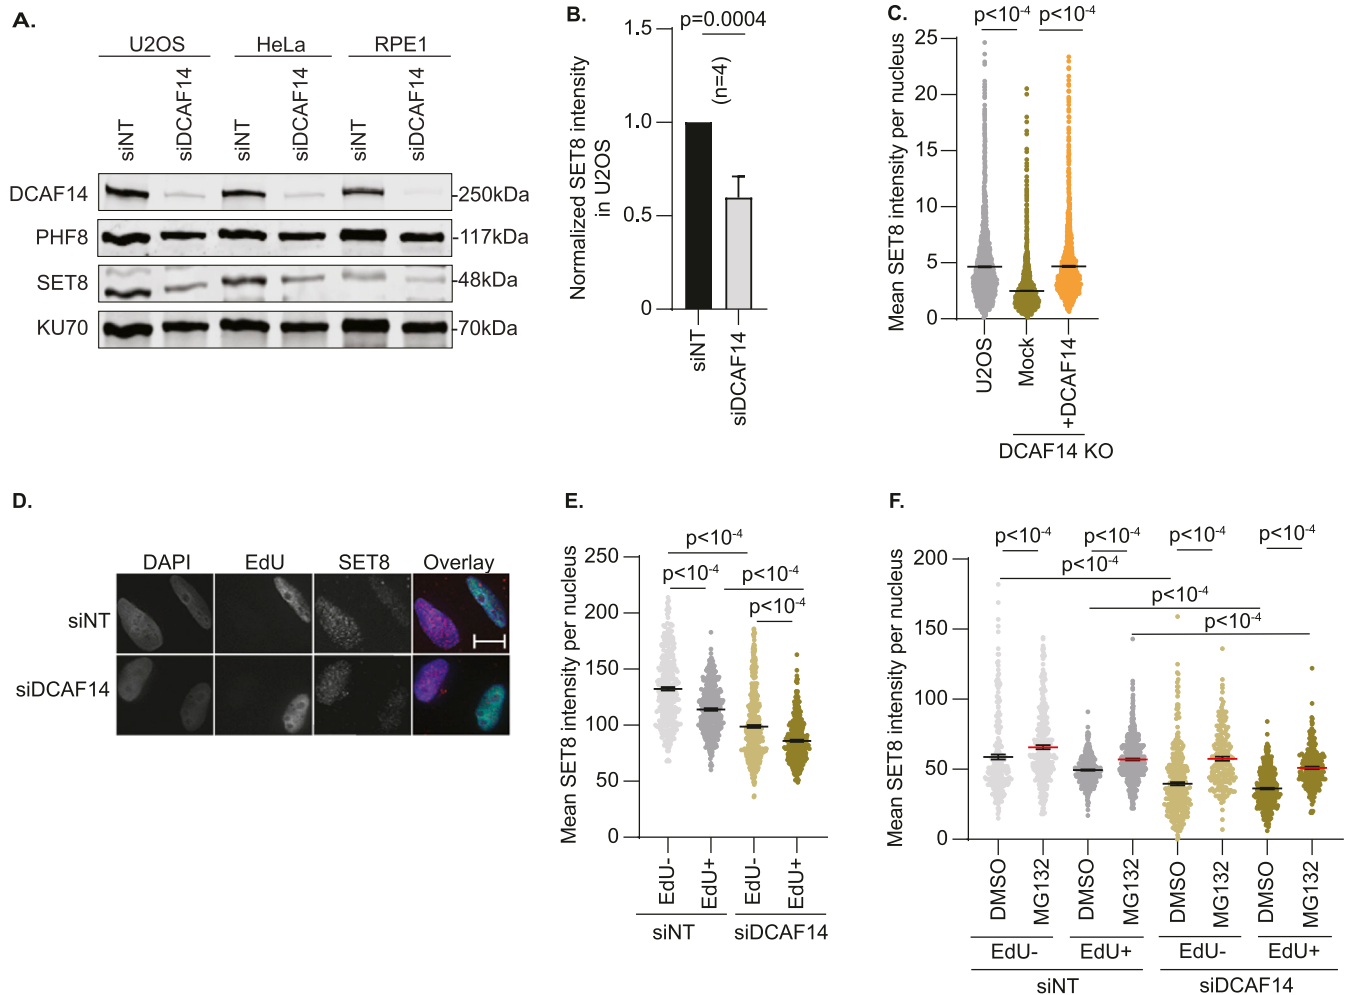 A.
U2OS HeLa RPE1
siNT siDCAF14 siNT siDCAF14 siNT siDCAF14
DCAF14 -250kDa
PHF8 -117kDa
SET8 -48kDa
KU70 -70kDa
B.
p=0.0004
(n=4)
Normalized SET8 intensity
in U2OS
1.5
1.0
0.5
0
siNT siDCAF14
C.
p<10-4 p<10-4
Mean SET8 intensity per nucleus
25
20
15
10
5
0
U2OS Mock +DCAF14
DCAF14 KO
D.
DAPI EdU SET8 Overlay
siNT
siDCAF14
E.
p<10-4
p<10-4 p<10-4
p<10-4
Mean SET8 intensity per nucleus
250
200
150
100
50
0
EdU- EdU+ EdU- EdU+
siNT siDCAF14
F.
p<10-4 p<10-4 p<10-4 p<10-4
p<10-4
p<10-4
p<10-4
Mean SET8 intensity per nucleus
200
150
100
50
0
DMSO MG132 DMSO MG132 DMSO MG132 DMSO MG132
EdU- EdU+ EdU- EdU+
siNT siDCAF14